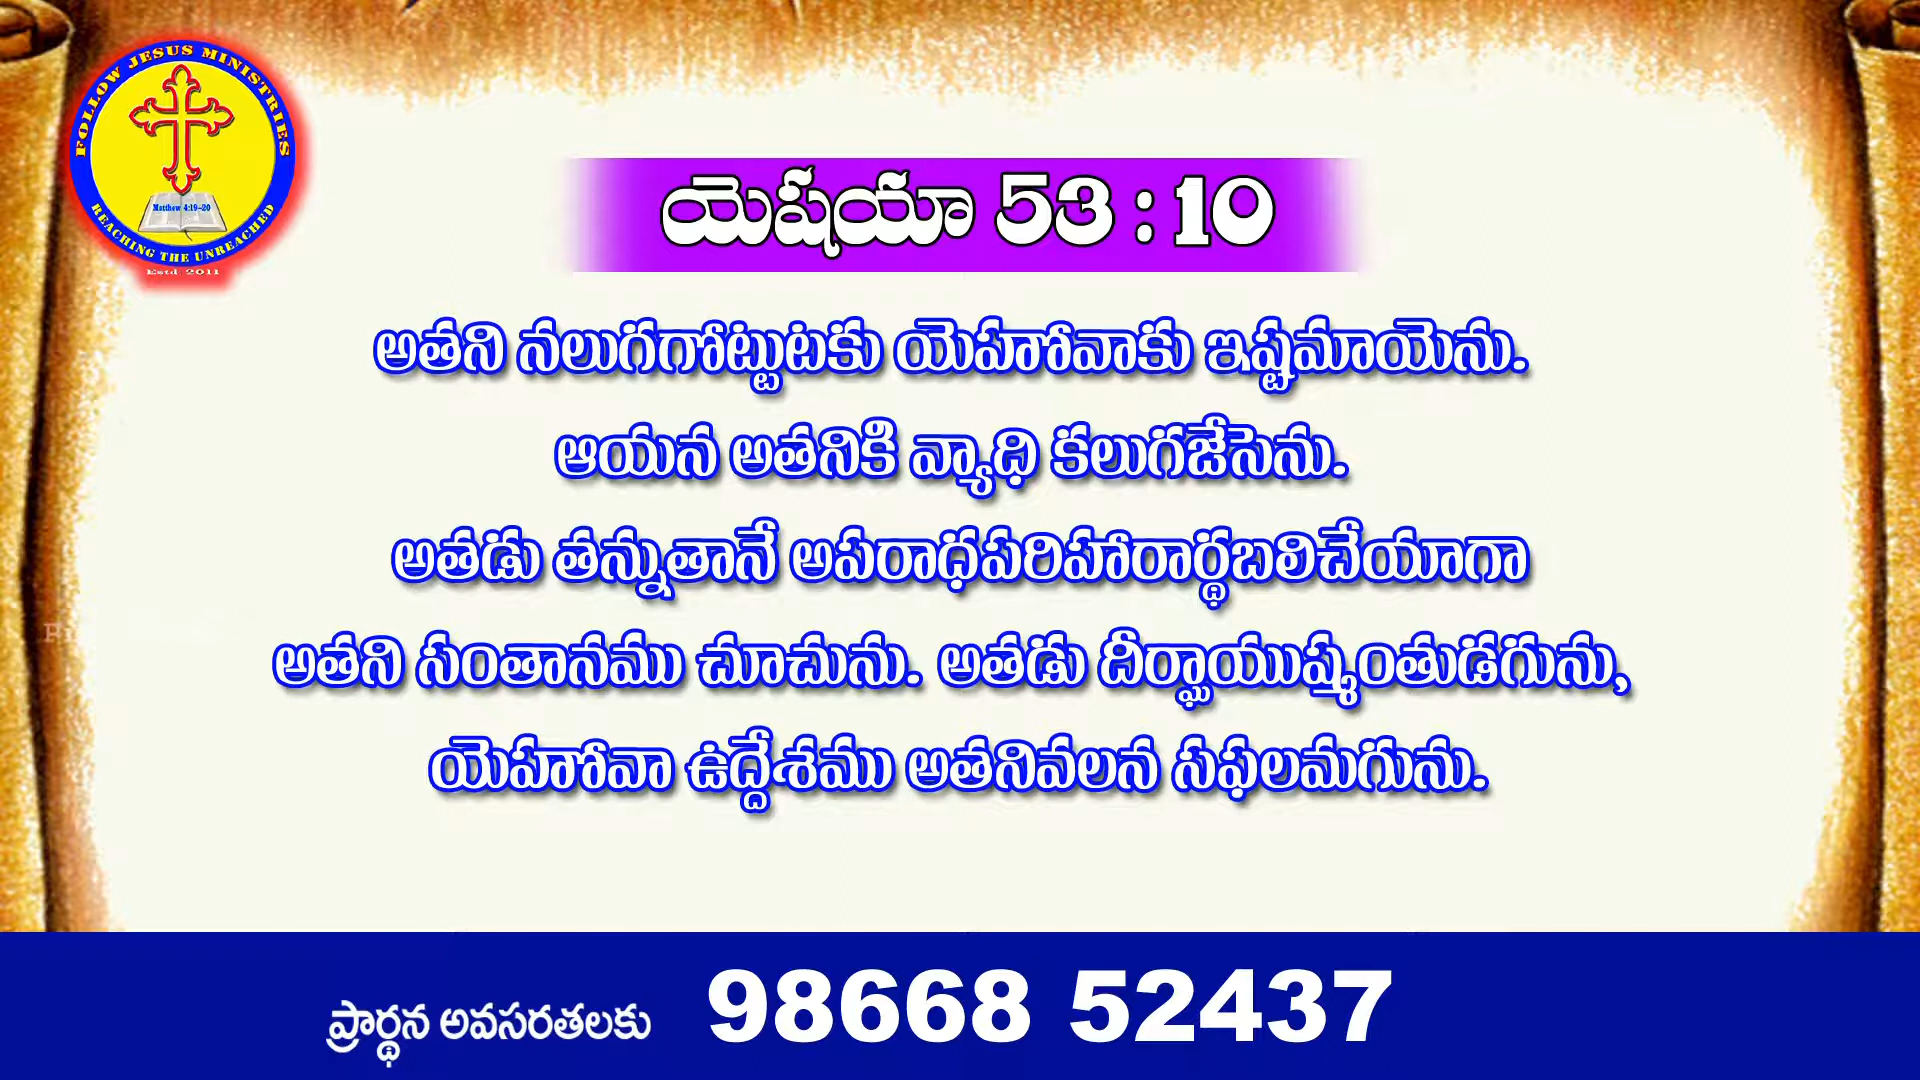 FOLLOW JESUS MINISTRIES
Matthew 4:19-20
REACHING THE UNREACHED
Estd. 2011
యెషయా 53 : 10
అతని నలుగగోట్టుటకు యెహోవాకు ఇష్టమాయెను.
ఆయన అతనికి వ్యాధి కలుగజేసెను.
అతడు తన్నుతానే అపరాధపరిహారార్థబలిచేయాగా
అతని సంతానము చూచును. అతడు దీర్ఘాయుష్మంతుడగును,
యెహోవా ఉద్దేశము అతనివలన సఫలమగును.
ప్రార్థన అవసరతలకు 98668 52437